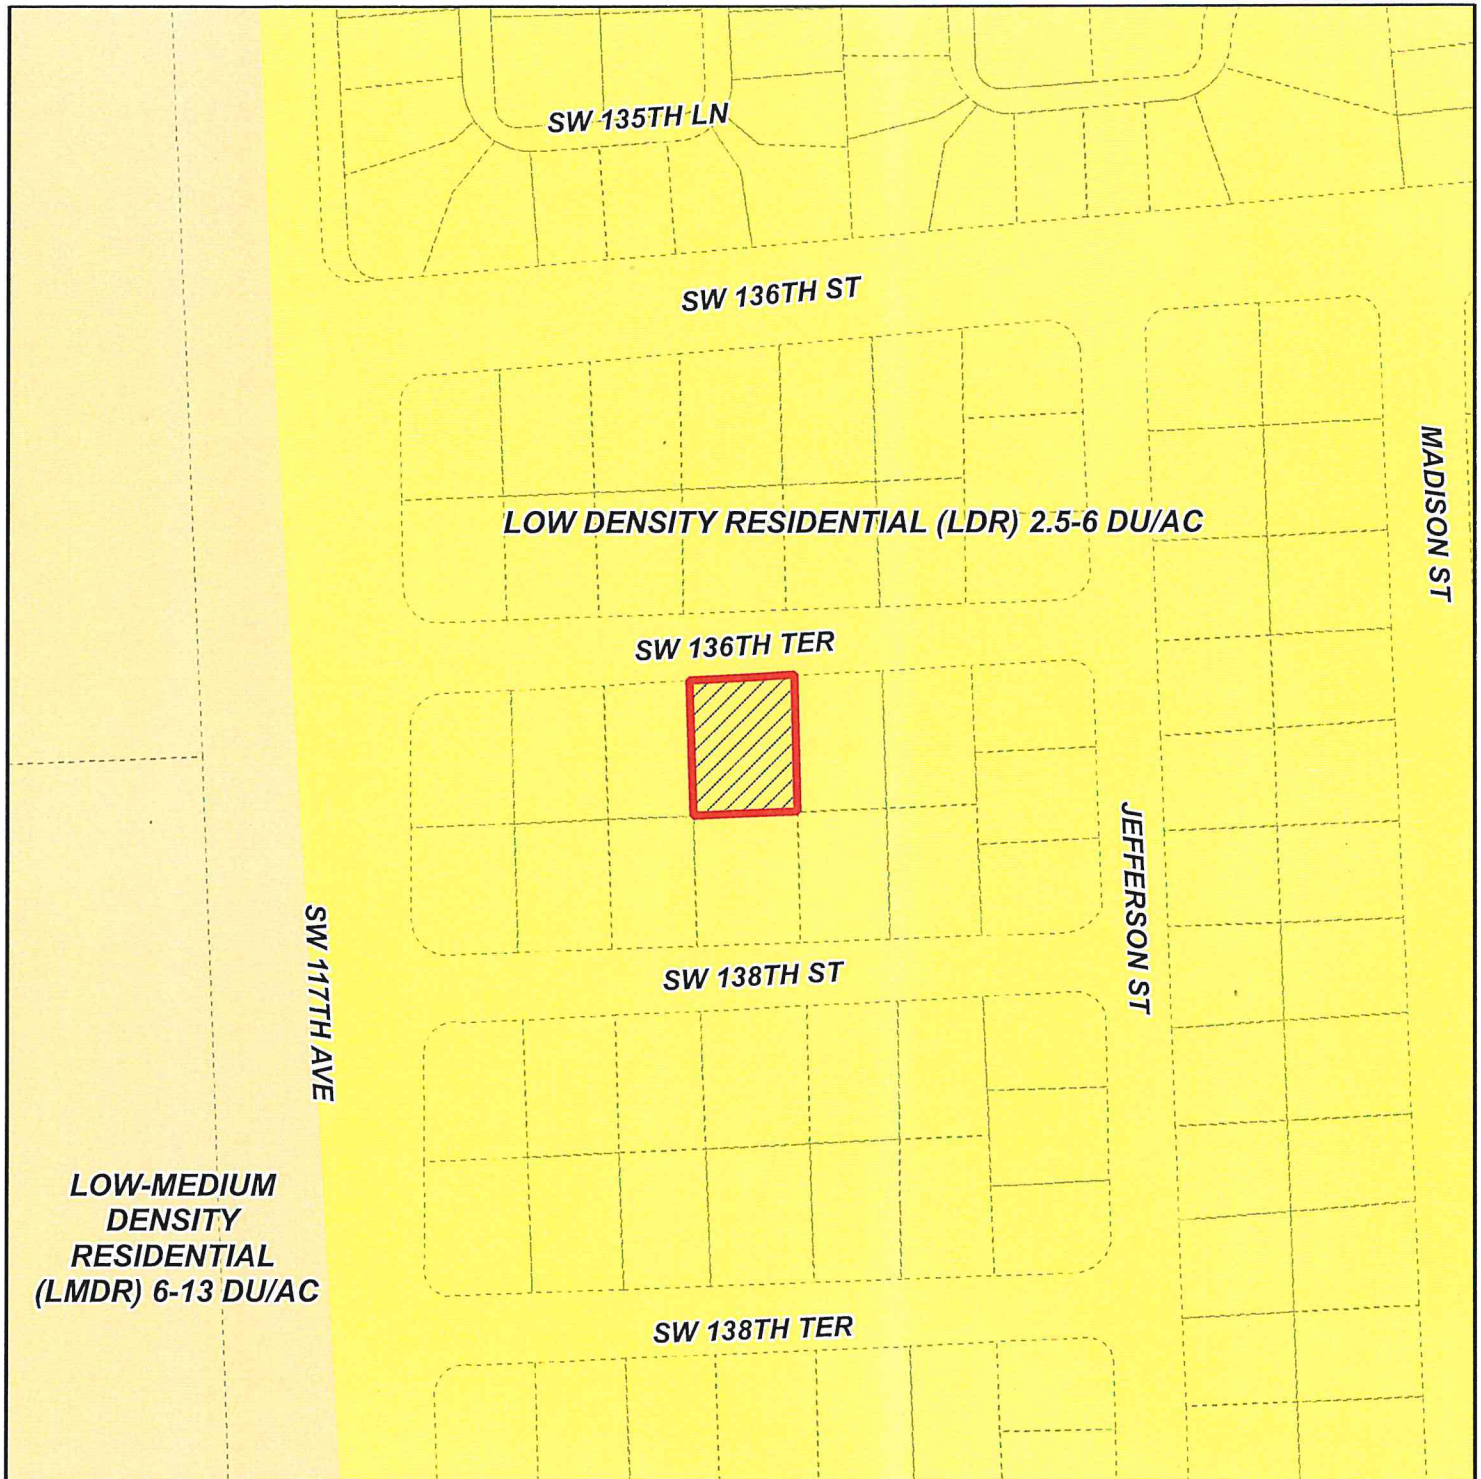 SW 135TH LN
SW 136TH ST
MADISON ST
LOW DENSITY RESIDENTIAL (LDR) 2.5-6 DU/AC
SW 136TH TER
JEFFERSON ST
SW 117TH AVE
SW 138TH ST
LOW-MEDIUM
DENSITY
RESIDENTIAL
(LMDR) 6-13 DU/AC
SW 138TH TER